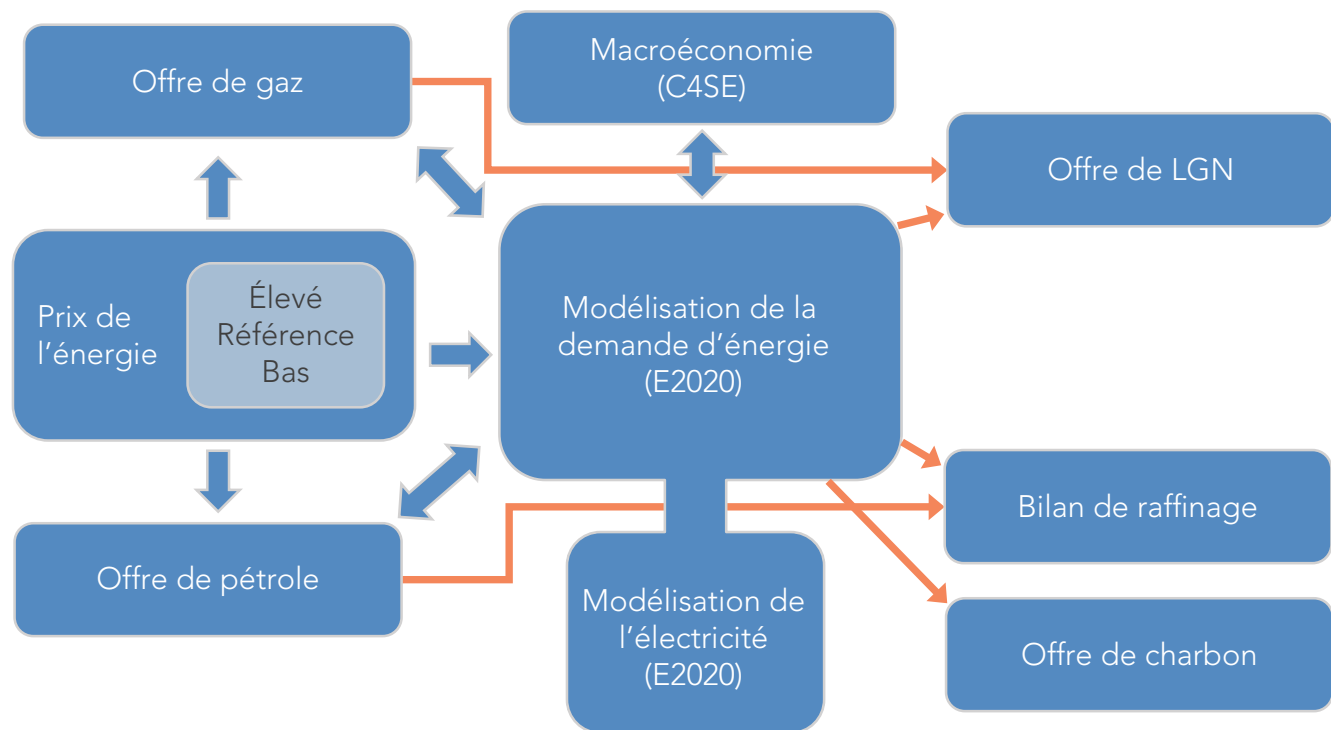 Offre de gaz
Macroéconomie
(C4SE)
Offre de LGN
Prix de
l’énergie
Élevé
Référence
Bas
Modélisation de la
demande d’énergie
(E2020)
Bilan de raffinage
Offre de pétrole
Modélisation de
l’électricité
(E2020)
Offre de charbon